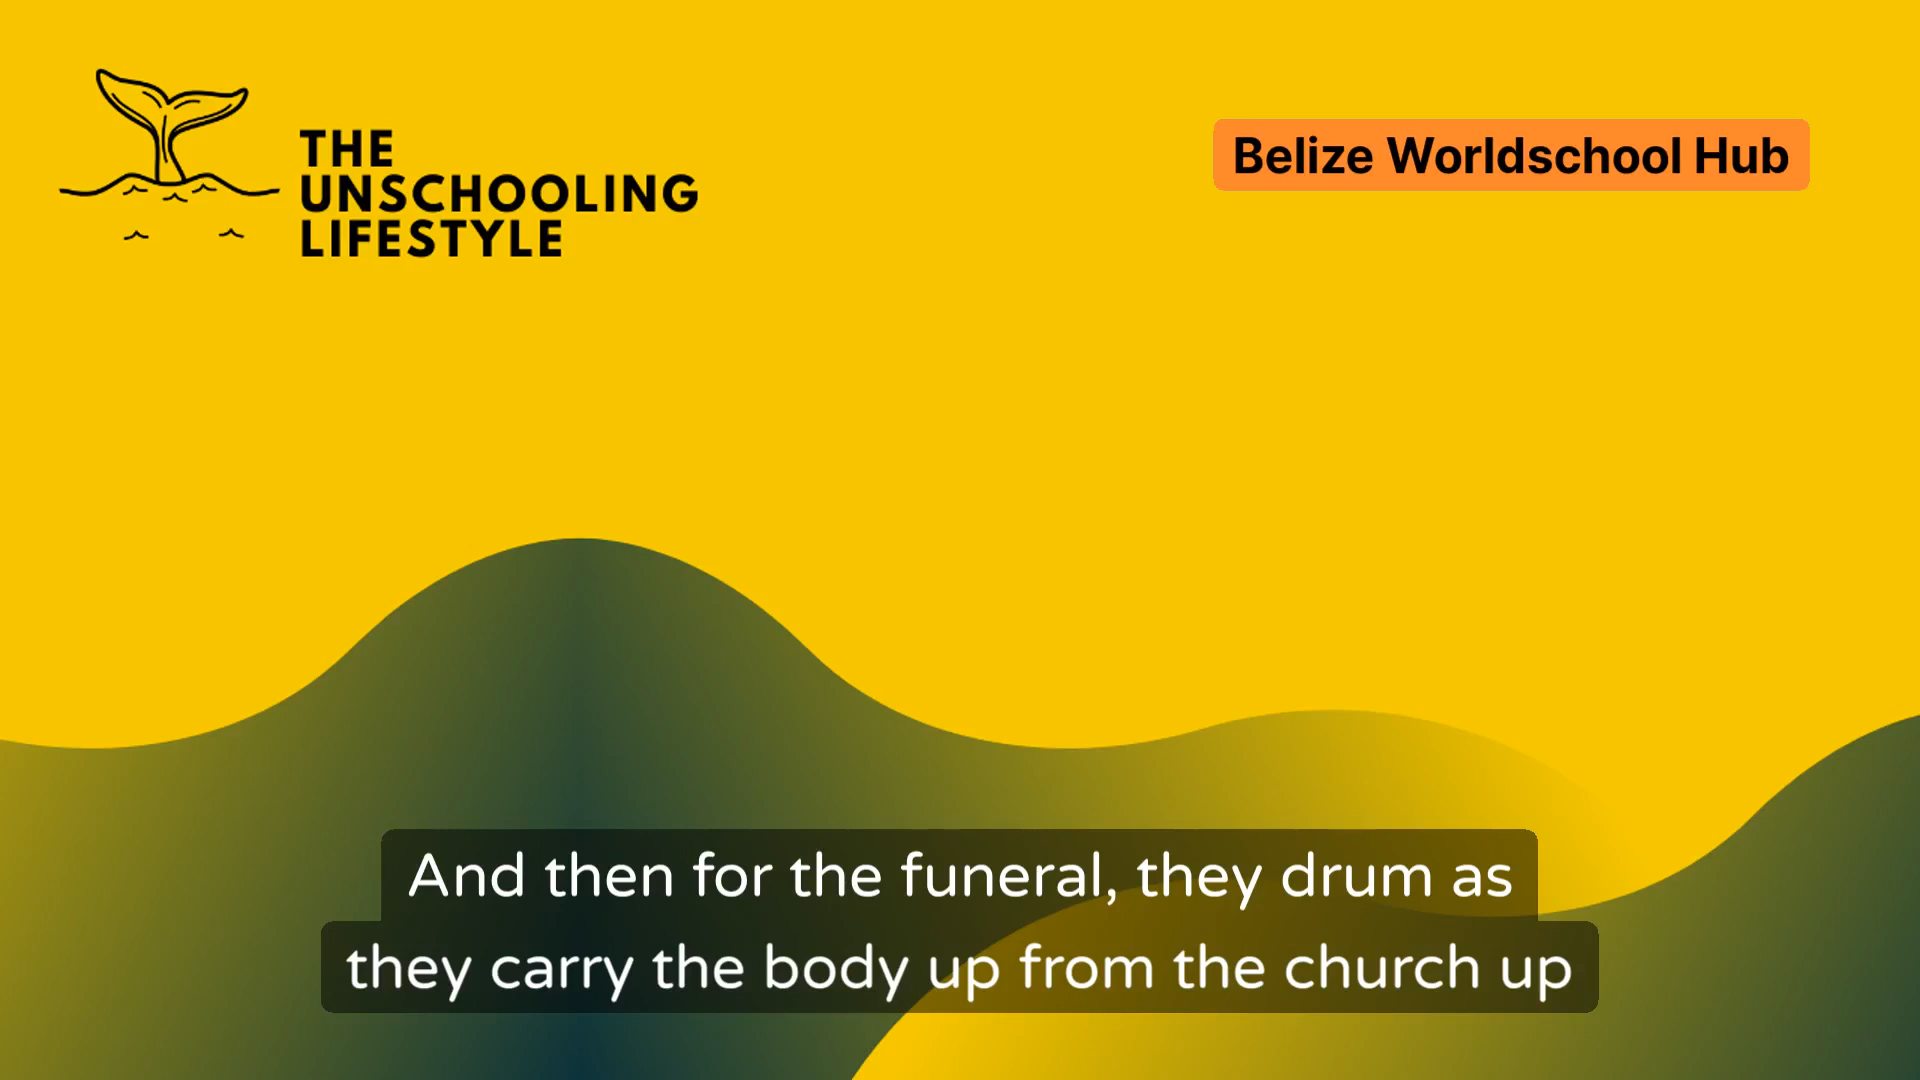 THE
UNSCHOOLING
LIFESTYLE
Belize Worldschool Hub
And then for the funeral, they drum as
they carry the body up from the church up